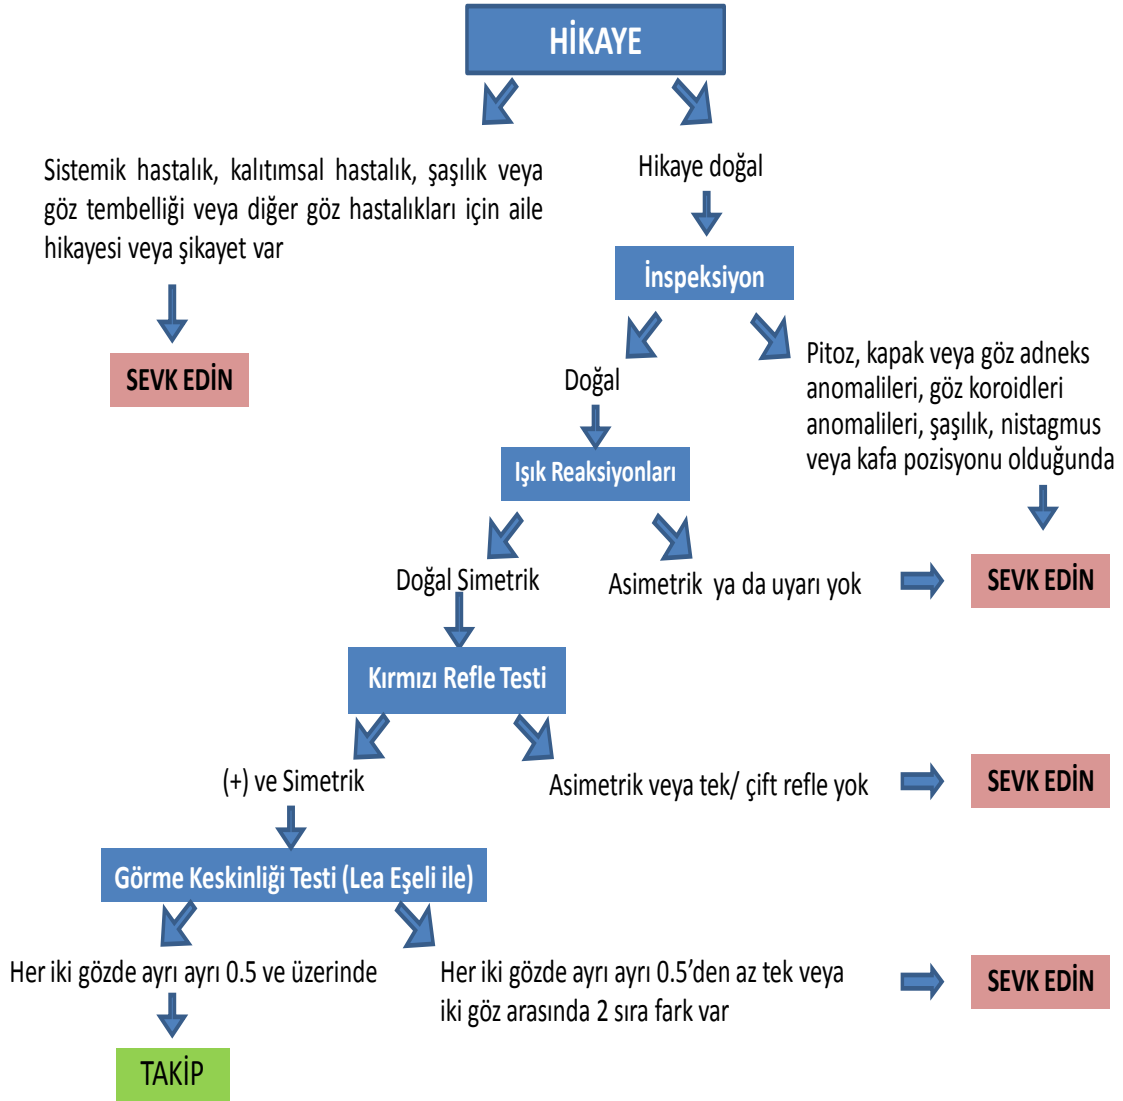 HİKAYE
Sistemik hastalık, kalıtımsal hastalık, şaşılık veya
göz tembelliği veya diğer göz hastalıkları için aile
hikayesi veya şikayet var
SEVK EDİN
Hikaye doğal
İnspeksiyon
Doğal
Pitoz, kapak veya göz adneks
anomalileri, göz koroidleri
anomalileri, şaşılık, nistagmus
veya kafa pozisyonu olduğunda
Işık Reaksiyonları
Doğal Simetrik
Asimetrik ya da uyarı yok
SEVK EDİN
Kırmızı Refle Testi
(+) ve Simetrik
Asimetrik veya tek/ çift refle yok
SEVK EDİN
Görme Keskinliği Testi (Lea Eşeli ile)
Her iki gözde ayrı ayrı 0.5 ve üzerinde
Her iki gözde ayrı ayrı 0.5’den az tek veya
iki göz arasında 2 sıra fark var
SEVK EDİN
TAKİP